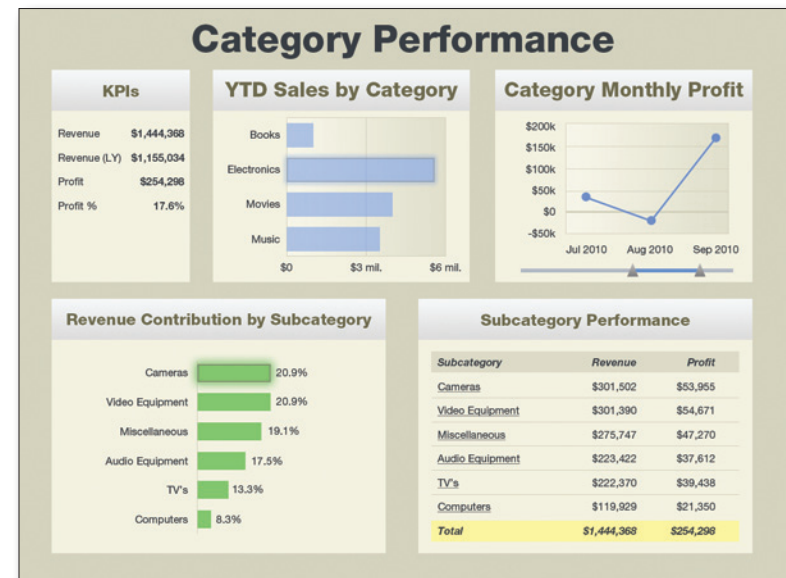 Category Performance
KPIs
Revenue $1,444,368
Revenue (LY) $1,155,034
Profit $254,298
Profit % 17.6%
YTD Sales by Category
Books
Electronics
Movies
Music
$0 $3 mil. $6 mil.
Category Monthly Profit
$200k
$150k
$100k
$50k
$0
-$50k
Jul 2010 Aug 2010 Sep 2010
Revenue Contribution by Subcategory
Cameras 20.9%
Video Equipment 20.9%
Miscellaneous 19.1%
Audio Equipment 17.5%
TV's 13.3%
Computers 8.3%
Subcategory Performance
Subcategory Revenue Profit
Cameras $301,502 $53,955
Video Equipment $301,390 $54,671
Miscellaneous $275,747 $47,270
Audio Equipment $223,422 $37,612
TV's $222,370 $39,438
Computers $119,929 $21,350
Total $1,444,368 $254,298